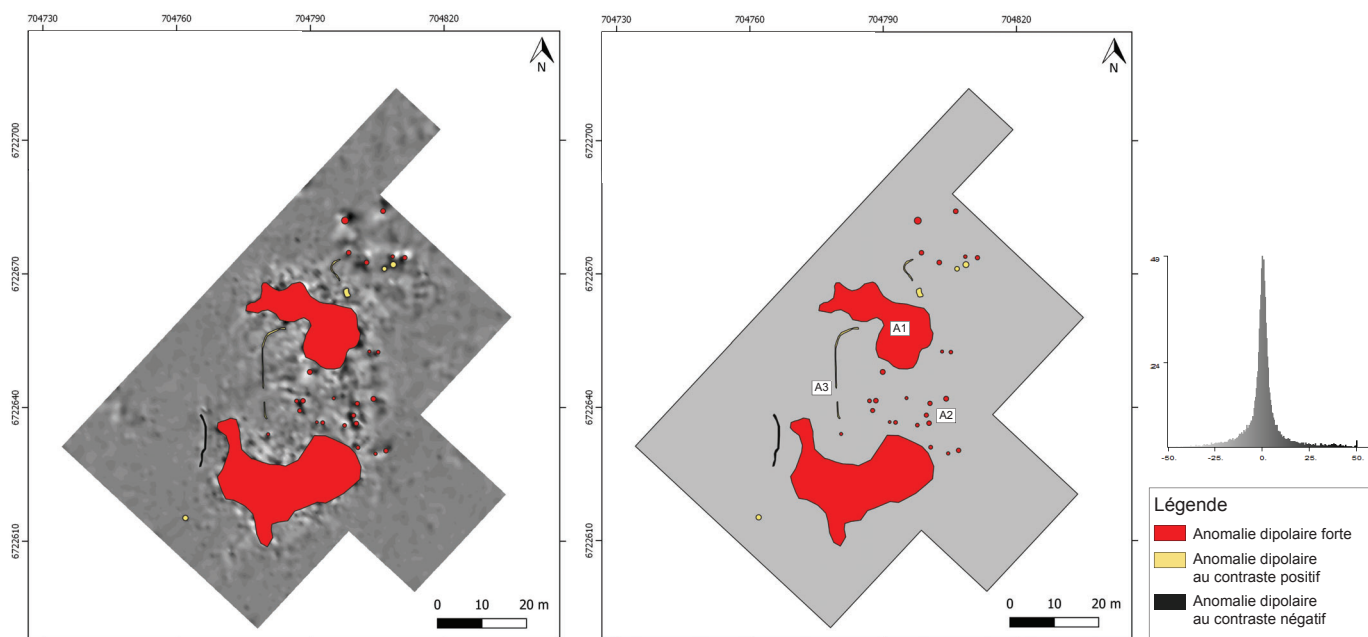 704730 704760 704790 704820
N
6722700
6722670
6722640
6722610
0 10 20 m
704730 704760 704790 704820
N
6722700
6722670
6722640
6722610
A1
A3
A2
0 10 20 m
49
24
-50. -25 0. 25 50.
Légende
Anomalie dipolaire forte
Anomalie dipolaire
au contraste positif
Anomalie dipolaire
au contraste négatif